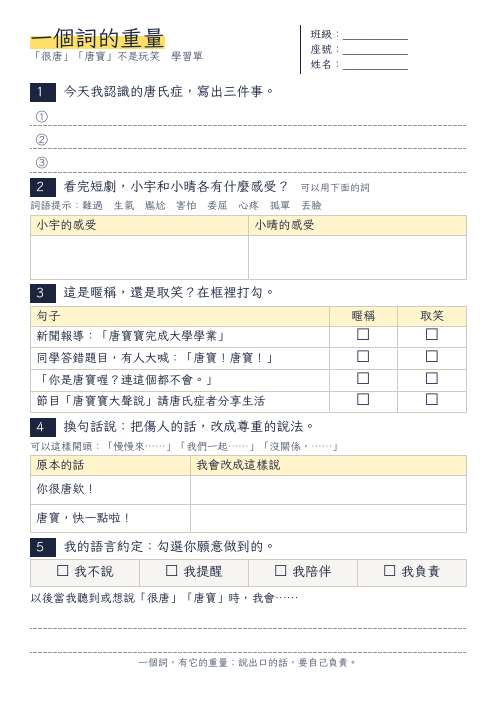 一個詞的重量
「很唐」「唐寶」不是玩笑　學習單
班級：____________
座號：____________
姓名：____________
1 今天我認識的唐氏症，寫出三件事。
①
②
③
2 看完短劇，小宇和小晴各有什麼感受？ 可以用下面的詞
詞語提示：難過　生氣　尷尬　害怕　委屈　心疼　孤單　丟臉
小宇的感受 小晴的感受
3 這是暱稱，還是取笑？在框裡打勾。
句子 暱稱 取笑
新聞報導：「唐寶寶完成大學學業」 ☐ ☐
同學答錯題目，有人大喊：「唐寶！唐寶！」 ☐ ☐
「你是唐寶喔？連這個都不會。」 ☐ ☐
節目「唐寶寶大聲說」請唐氏症者分享生活 ☐ ☐
4 換句話說：把傷人的話，改成尊重的說法。
可以這樣開頭：「慢慢來……」「我們一起……」「沒關係，……」
原本的話 我會改成這樣說
你很唐欸！
唐寶，快一點啦！
5 我的語言約定：勾選你願意做到的。
☐ 我不說 ☐ 我提醒 ☐ 我陪伴 ☐ 我負責
以後當我聽到或想說「很唐」「唐寶」時，我會……
一個詞，有它的重量；說出口的話，要自己負責。